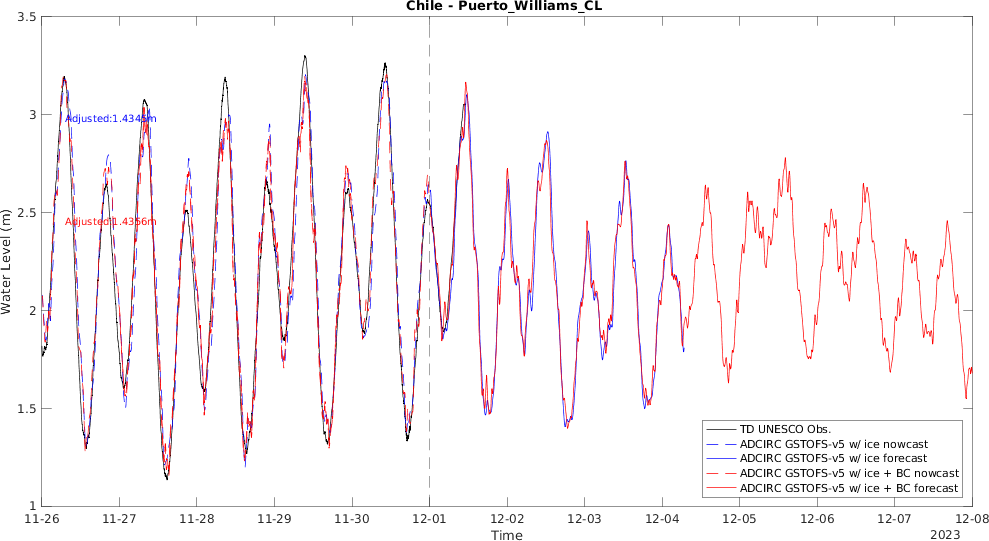 Chile - Puerto_Williams_CL
3.5
3
2.5
2
1.5
1
Water Level (m)
Adjusted:1.4345m
Adjusted:1.4356m
TD UNESCO Obs.
ADCIRC GSTOFS-v5 w/ ice nowcast
ADCIRC GSTOFS-v5 w/ ice forecast
ADCIRC GSTOFS-v5 w/ ice + BC nowcast
ADCIRC GSTOFS-v5 w/ ice + BC forecast
11-26 11-27 11-28 11-29 11-30 12-01 12-02 12-03 12-04 12-05 12-06 12-07 12-08
Time
2023